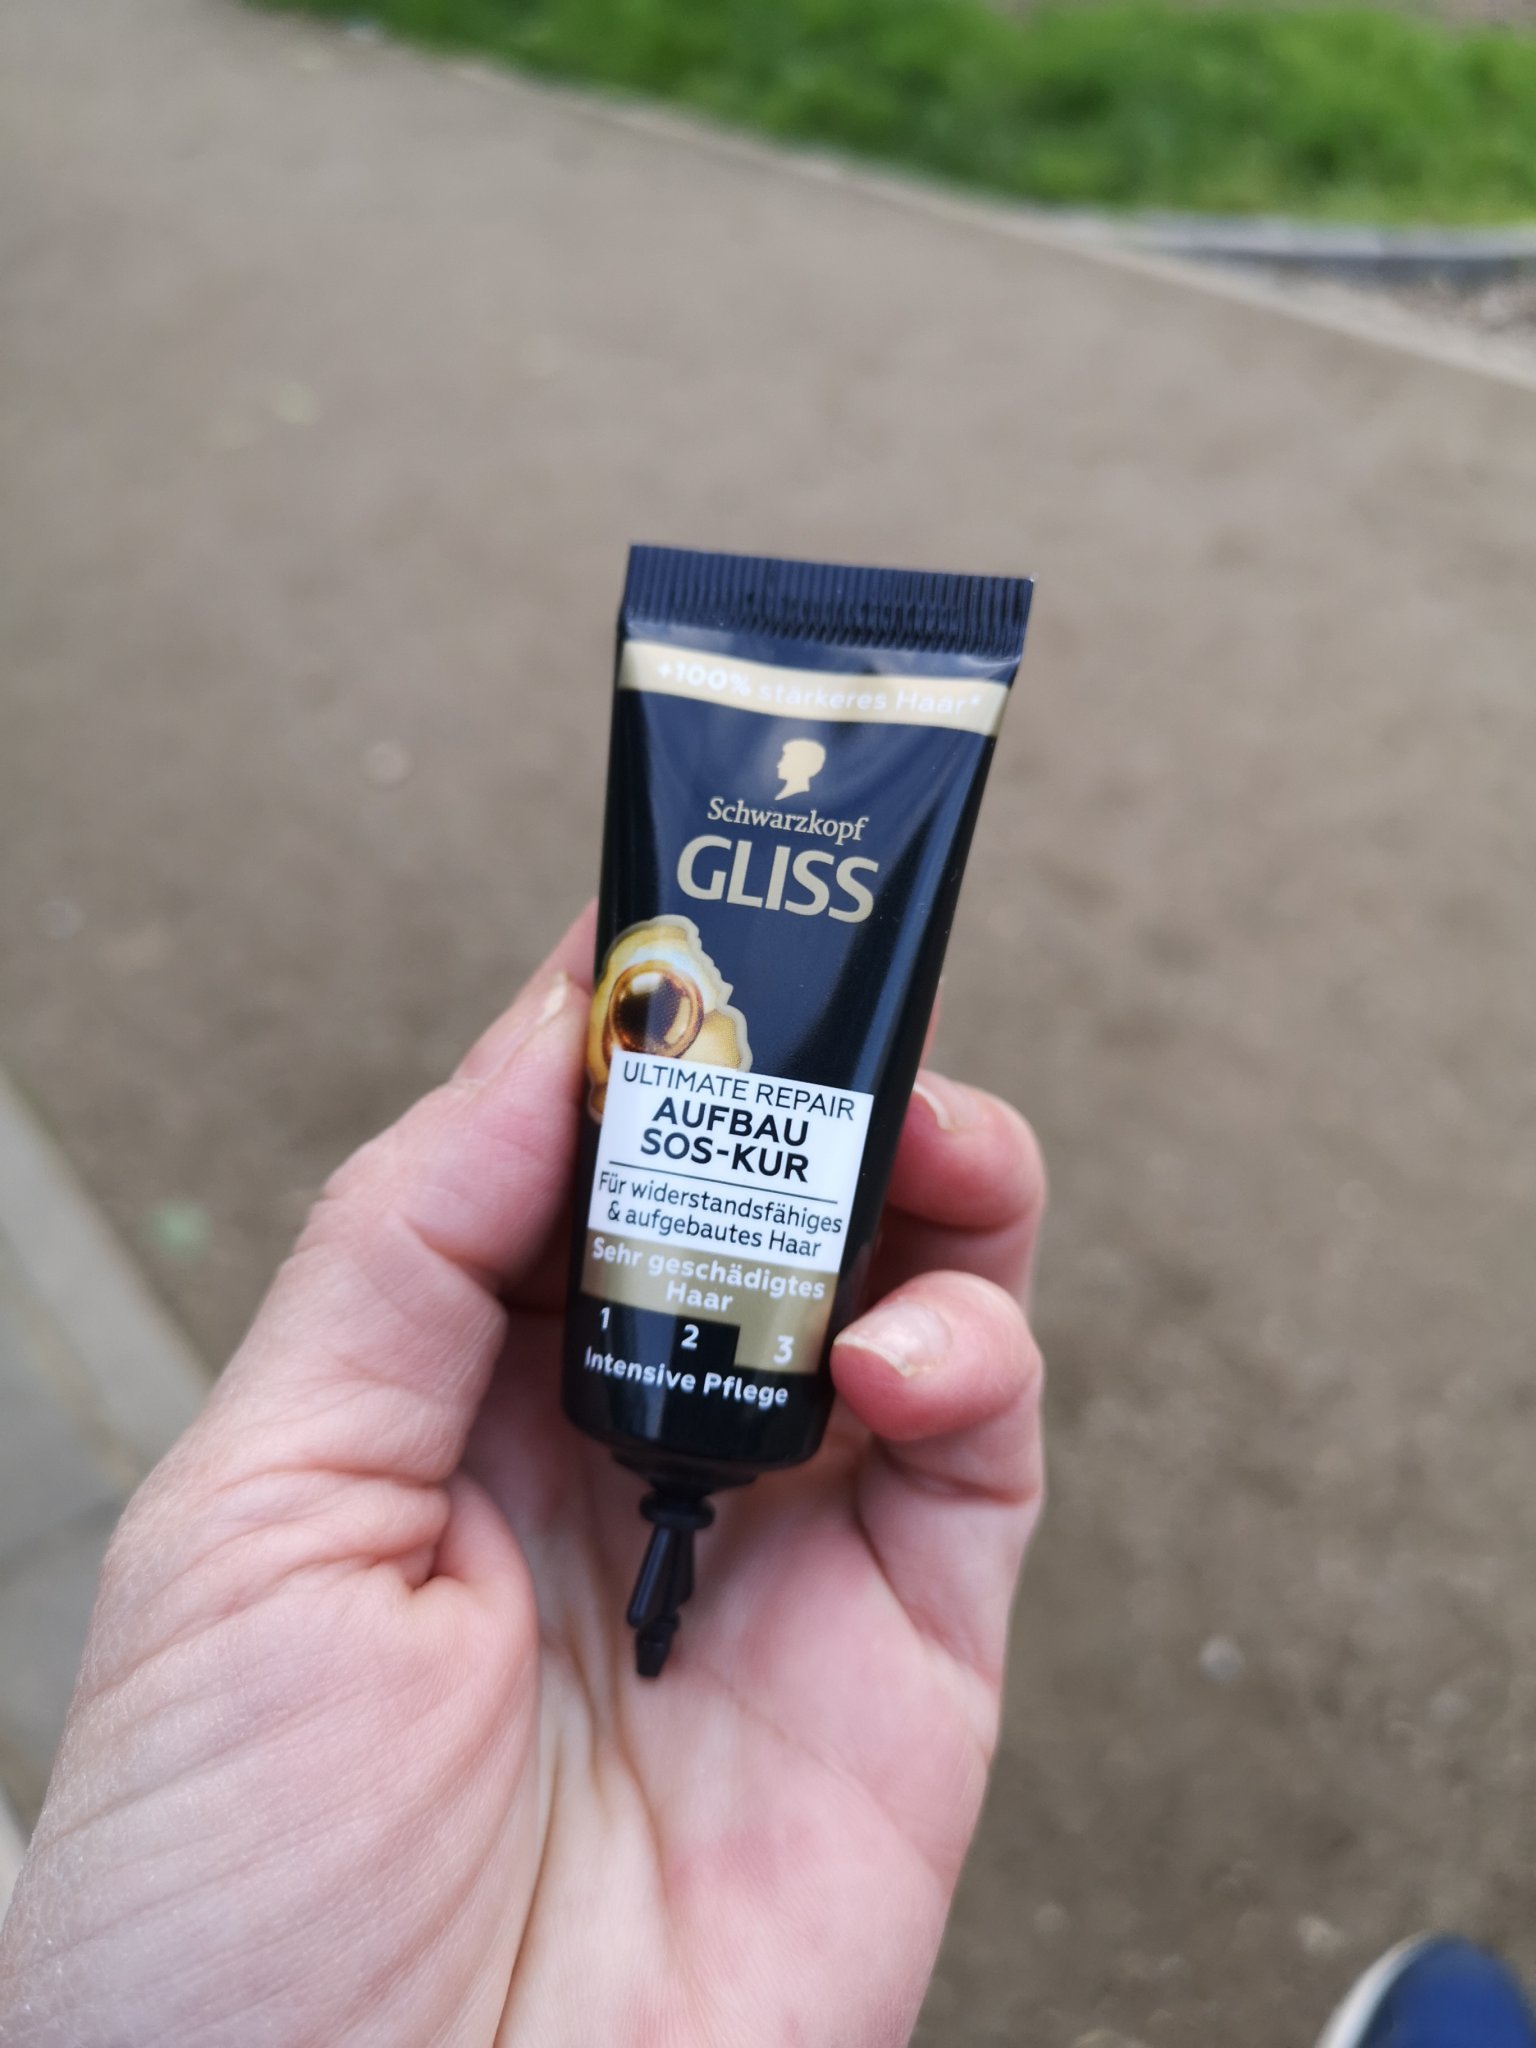 +100% stärkeres Haar*
Schwarzkopf
GLISS
ULTIMATE REPAIR
AUFBAU
SOS-KUR
Für widerstandsfähiges
& aufgebautes Haar
Sehr geschädigtes
Haar
1 2 3
Intensive Pflege